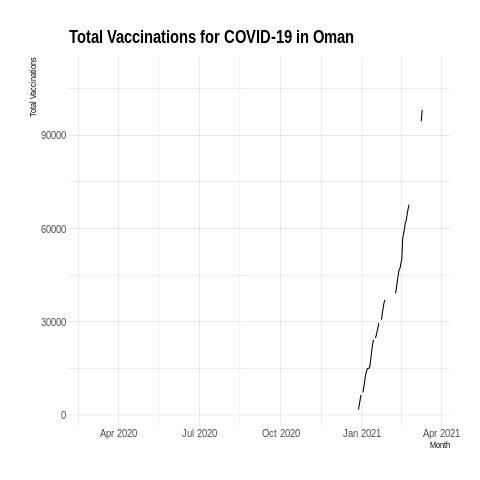 Total Vaccinations for COVID-19 in Oman
Total Vaccinations
90000
60000
30000
0
Apr 2020 Jul 2020 Oct 2020 Jan 2021 Apr 2021
Month